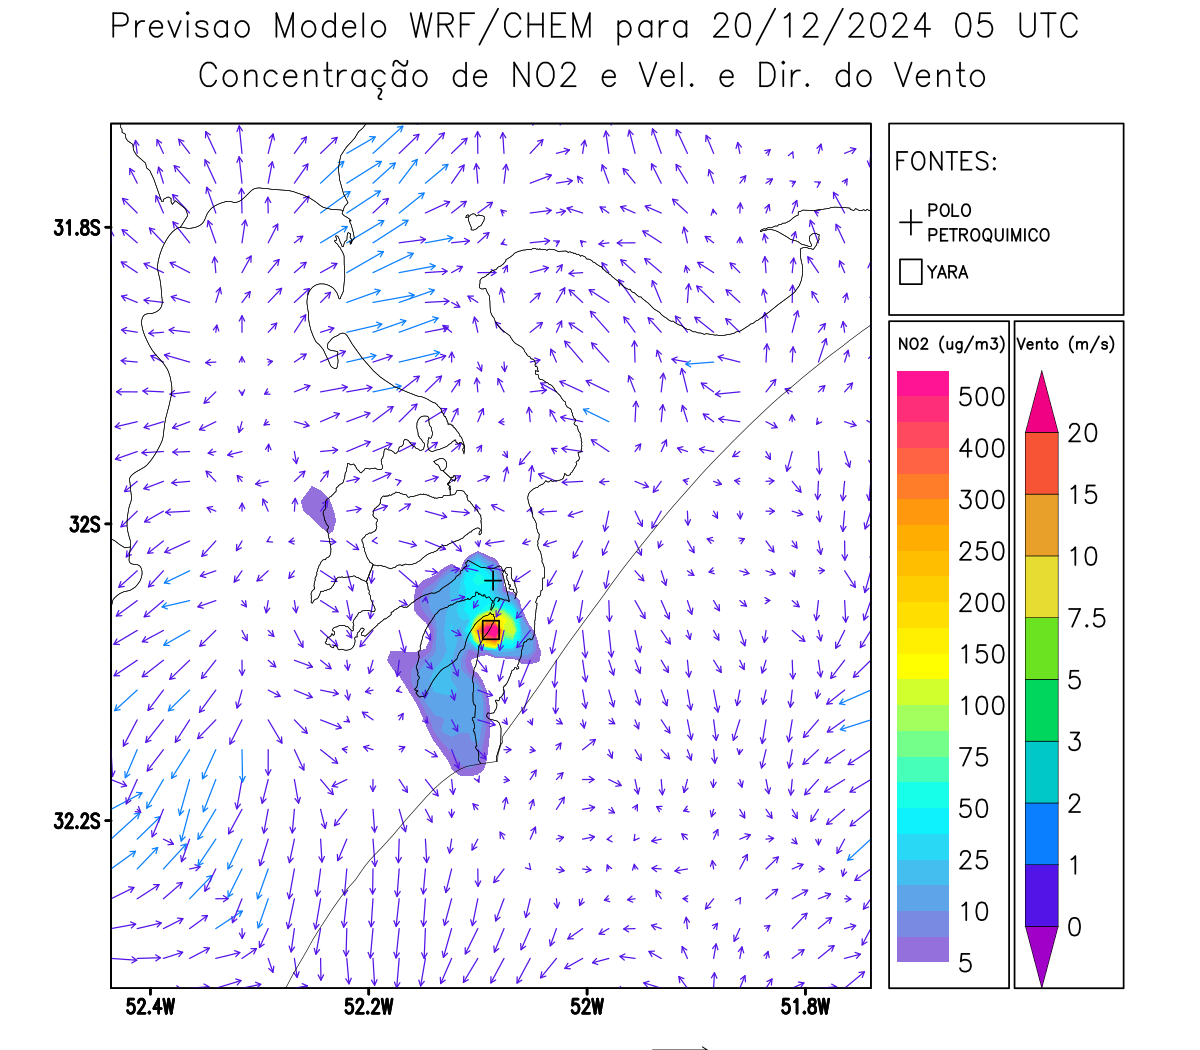 Previsao Modelo WRF/CHEM para 20/12/2024 05 UTC
Concentração de NO2 e Vel. e Dir. do Vento
FONTES:
POLO
PETROQUIMICO
YARA
NO2 (ug/m3)
500
400
300
250
200
150
100
75
50
25
10
5
Vento (m/s)
20
15
10
7.5
5
3
2
1
0
31.8S
32S
32.2S
52.4W
52.2W
52W
51.8W